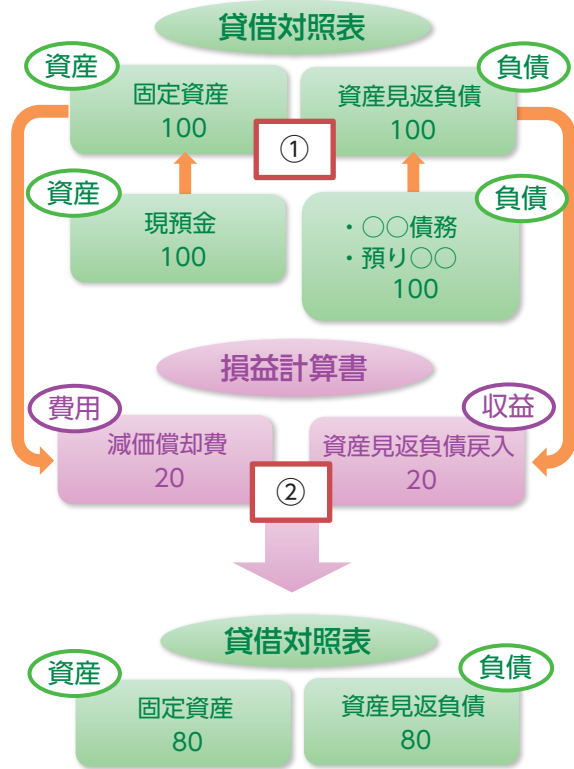 貸借対照表
資産
負債
固定資産
100
資産見返負債
100
①
資産
負債
現預金
100
・○○債務
・預り○○
100
損益計算書
費用
収益
減価償却費
20
資産見返負債戻入
20
②
貸借対照表
資産
負債
固定資産
80
資産見返負債
80